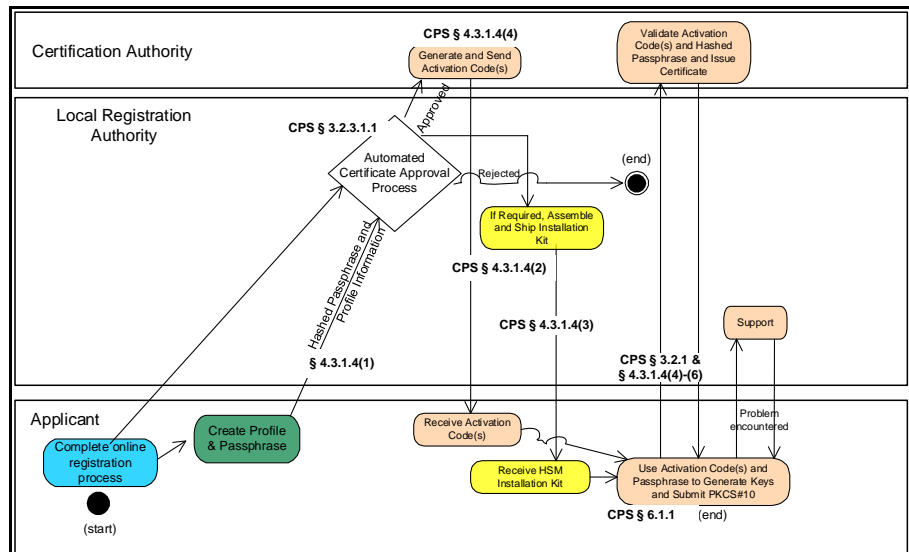 CPS § 4.3.1.4(4)
Certification Authority
Generate and Send
Activation Code(s)
Validate Activation
Code(s) and Hashed
Passphrase and Issue
Certificate
Local Registration
Authority
CPS § 3.2.3.1.1
Approved
Automated
Certificate Approval
Process
Rejected
(end)
If Required, Assemble
and Ship Installation
Kit
Hashed Passphrase and
Profile Information
CPS § 4.3.1.4(2)
CPS § 4.3.1.4(3)
Support
CPS § 3.2.1 &
§ 4.3.1.4(4)-(6)
§ 4.3.1.4(1)
Applicant
Complete online
registration
process
Create Profile
& Passphrase
Receive Activation
Code(s)
Problem
encountered
Receive HSM
Installation Kit
Use Activation Code(s) and
Passphrase to Generate Keys
and Submit PKCS#10
CPS § 6.1.1
(end)
(start)